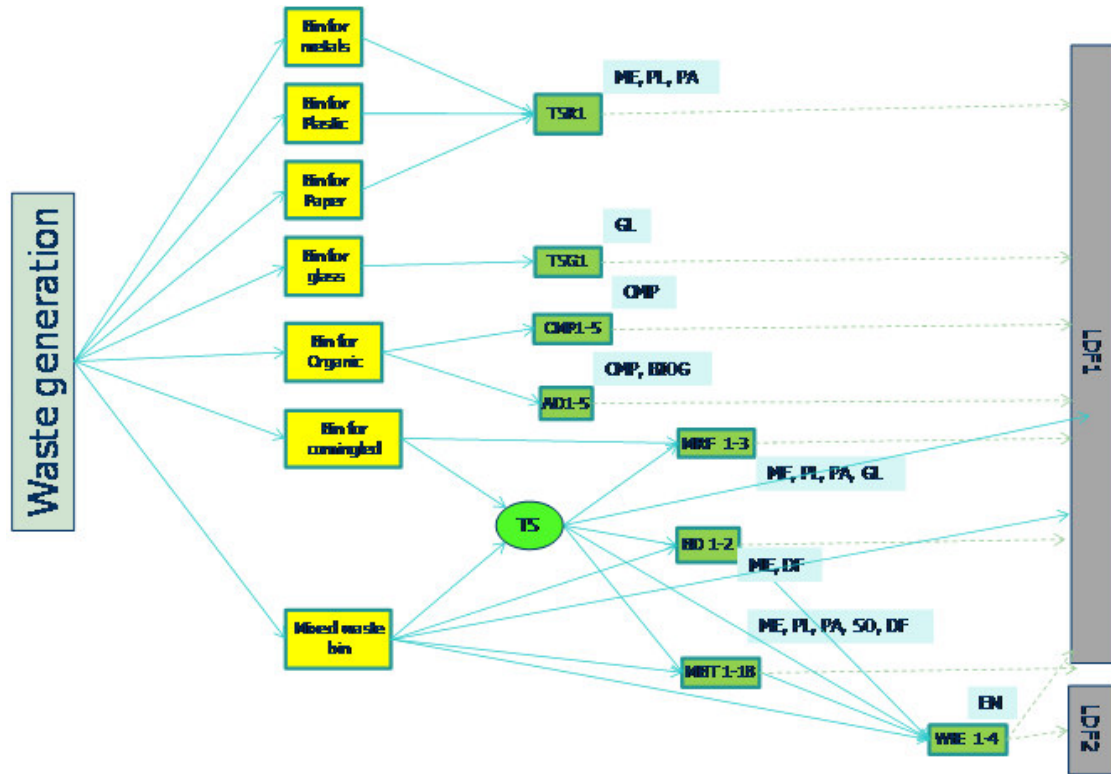 Waste generation
Bin for
metals
Bin for
Plastic
Bin for
Paper
Bin for
glass
Bin for
Organic
Bin for
comingled
Mixed waste
bin
TS
ME, PL, PA
TSR1
GL
TSG1
CMP
CMP1-5
CMP, BIOG
AD1-5
MRF 1-3
ME, PL, PA, GL
BD 1-2
ME, DF
ME, PL, PA, SO, DF
MBT 1-18
EN
WtE 1-4
LDF1
LDF2